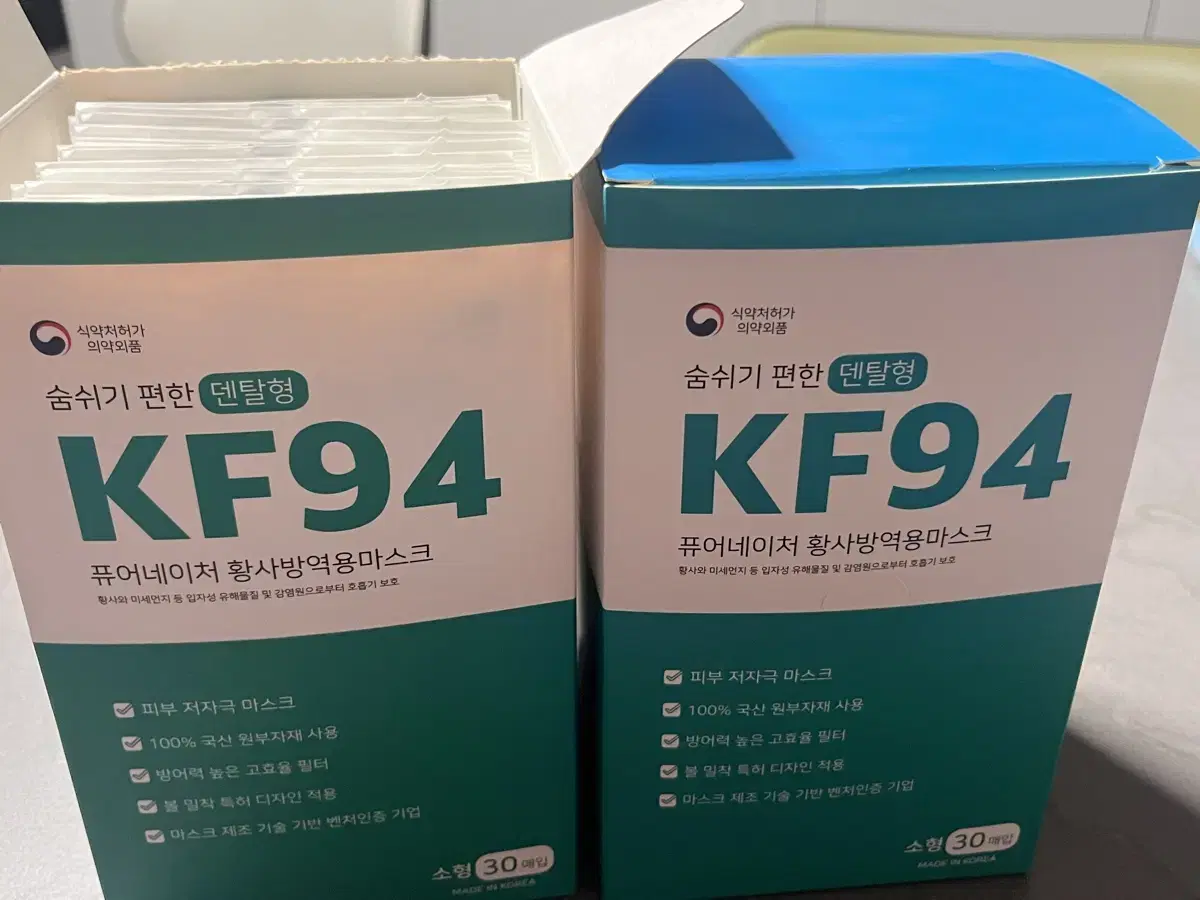 식약처허가
의약외품
숨쉬기 편한 덴탈형
KF94
퓨어네이처 황사방역용마스크
황사와 미세먼지 등 입자성 유해물질 및 감염원으로부터 호흡기 보호
피부 저자극 마스크
100% 국산 원부자재 사용
방어력 높은 고효율 필터
볼 밀착 특허 디자인 적용
마스크 제조 기술 기반 벤처인증 기업
소형 30매입
MADE IN KOREA
식약처허가
의약외품
숨쉬기 편한 덴탈형
KF94
퓨어네이처 황사방역용마스크
황사와 미세먼지 등 입자성 유해물질 및 감염원으로부터 호흡기 보호
피부 저자극 마스크
100% 국산 원부자재 사용
방어력 높은 고효율 필터
볼 밀착 특허 디자인 적용
마스크 제조 기술 기반 벤처인증 기업
소형 30매입
MADE IN KOREA